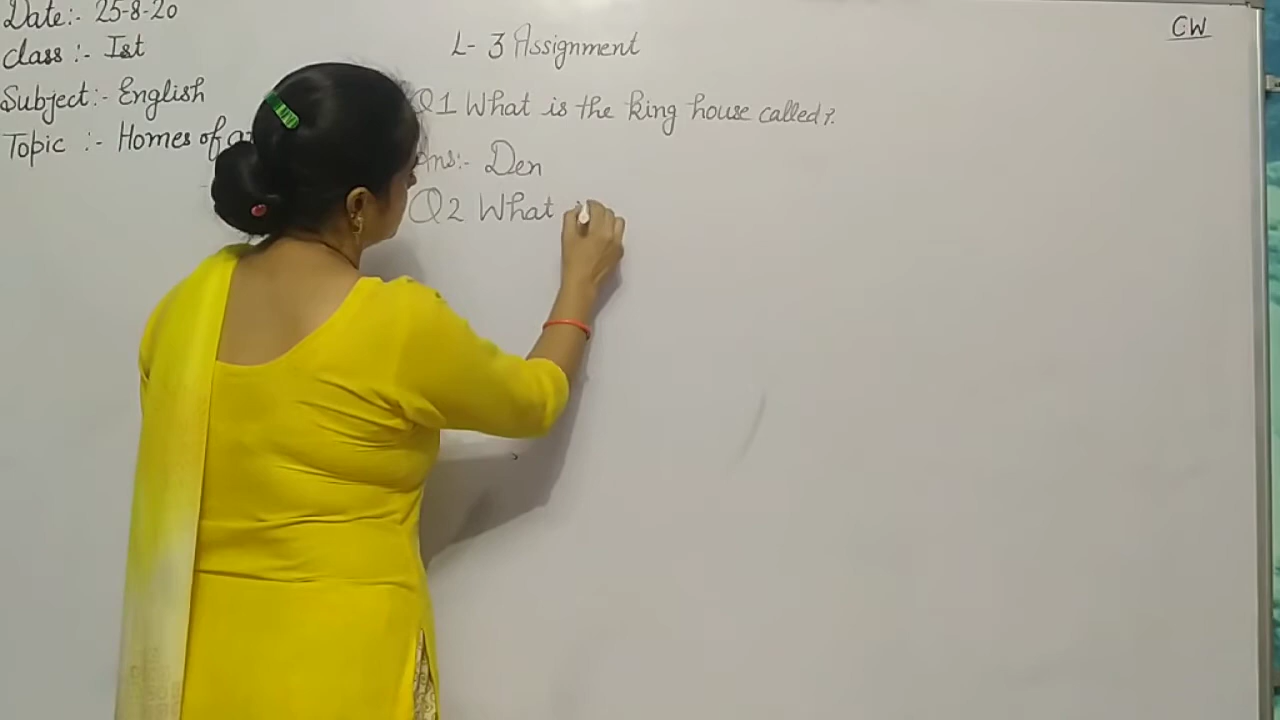 Date:- 25-8-20
Class :- Ist
Subject:- English
Topic :- Homes of
CW
L- 3 Assignment
Q1 What is the king house called?
Ans:- Den
Q2 What